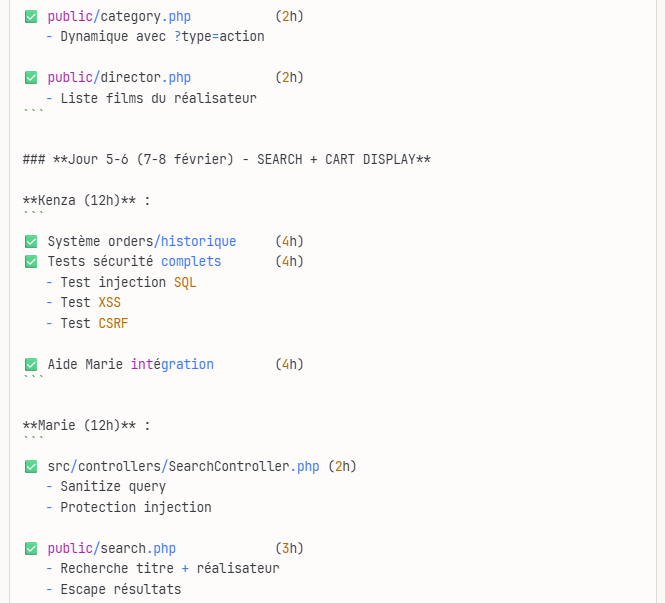 ✅ public/category.php (2h)
- Dynamique avec ?type=action
✅ public/director.php (2h)
- Liste films du réalisateur
```
### **Jour 5-6 (7-8 février) - SEARCH + CART DISPLAY**
**Kenza (12h)** :
```
✅ Système orders/historique (4h)
✅ Tests sécurité complets (4h)
- Test injection SQL
- Test XSS
- Test CSRF
✅ Aide Marie intégration (4h)
```
**Marie (12h)** :
```
✅ src/controllers/SearchController.php (2h)
- Sanitize query
- Protection injection
✅ public/search.php (3h)
- Recherche titre + réalisateur
- Escape résultats